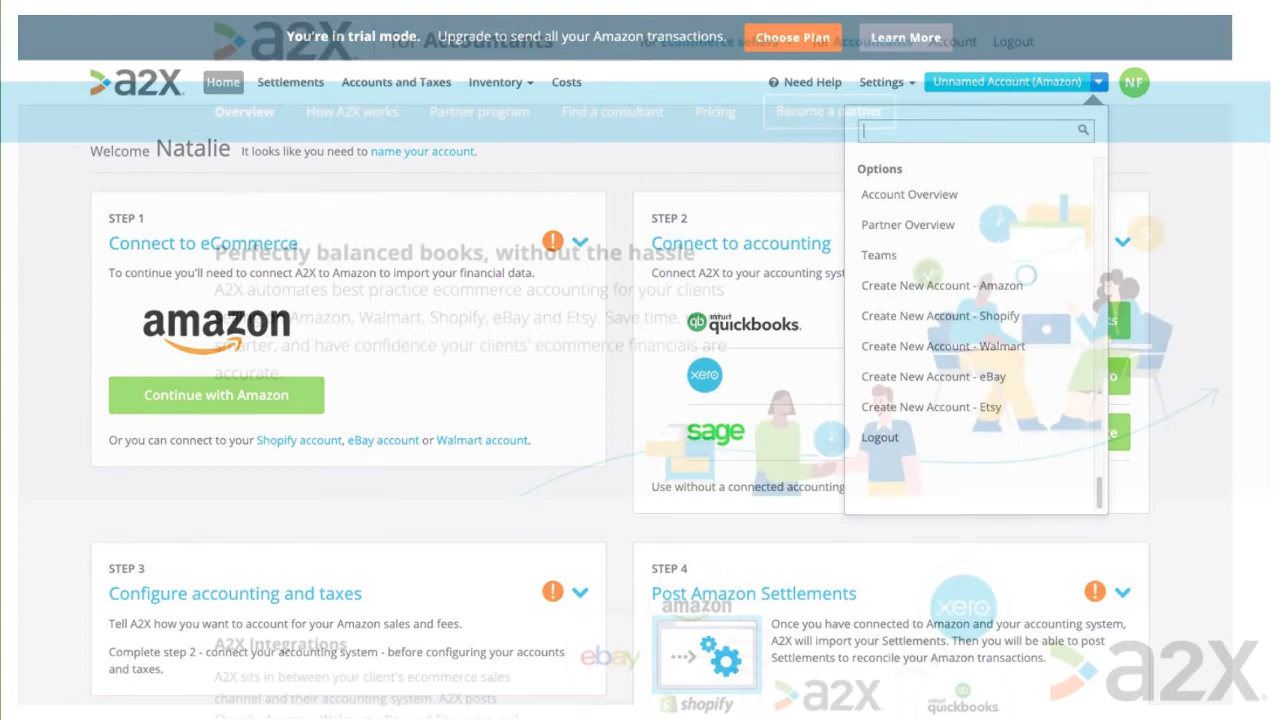 You're in trial mode. Upgrade to send all your Amazon transactions. Choose Plan Learn More
a2x for Accountants for Ecommerce sellers for Accountants Account Logout
a2x. Home Settlements Accounts and Taxes Inventory Costs Need Help Settings Unnamed Account (Amazon) NF
Overview How A2X works Partner program Find a consultant Pricing Become a partner
Welcome Natalie It looks like you need to name your account.
Options
Account Overview
Partner Overview
Teams
Create New Account - Amazon
Create New Account - Shopify
Create New Account - Walmart
Create New Account - eBay
Create New Account - Etsy
Logout
STEP 1
Connect to eCommerce
To continue you'll need to connect A2X to Amazon to import your financial data.
amazon
Continue with Amazon
Or you can connect to your Shopify account, eBay account or Walmart account.
STEP 2
Connect to accounting
Connect A2X to your accounting
intuit
qb quickbooks.
xero
sage
Use without a connected accounting
Perfectly balanced books, without the hassle
A2X automates best practice ecommerce accounting for your clients
Amazon, Walmart, Shopify, eBay and Etsy. Save time,
smarter, and have confidence your clients' ecommerce financials are
accurate.
STEP 3
Configure accounting and taxes
Tell A2X how you want to account for your Amazon sales and fees.
Complete step 2 - connect your accounting system - before configuring your accounts
and taxes.
STEP 4
Post Amazon Settlements
Once you have connected to Amazon and your accounting system,
A2X will import your Settlements. Then you will be able to post
Settlements to reconcile your Amazon transactions.
A2X Integrations
A2X sits in between your client's ecommerce sales
channel and their accounting system. A2X posts
amazon
ebay
shopify
xero
a2x.
intuit
qb
quickbooks
a2x.